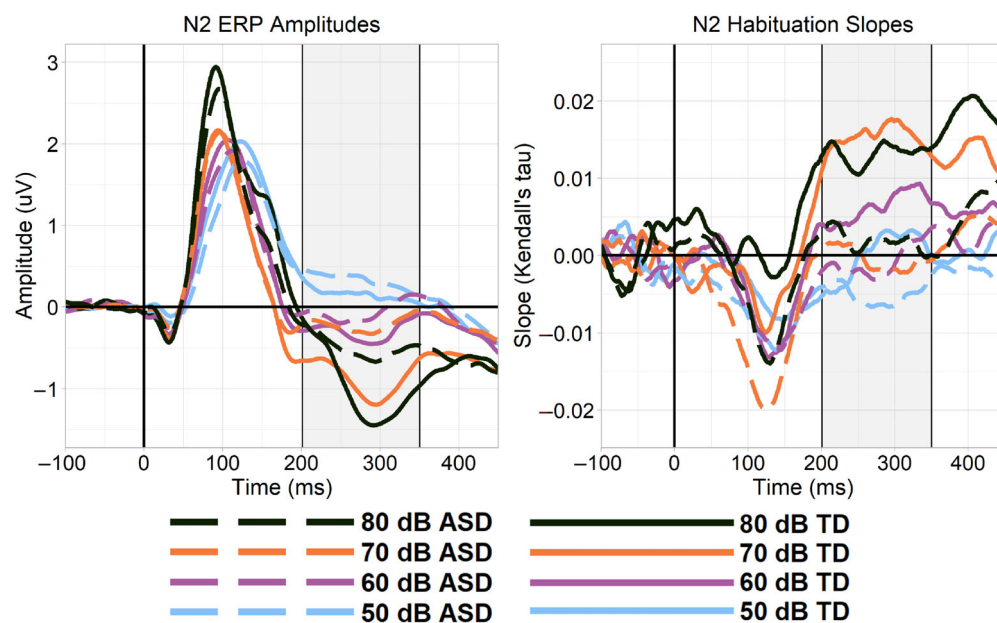 N2 ERP Amplitudes
3
2
1
0
−1
Amplitude (uV)
−100 0 100 200 300 400
Time (ms)
N2 Habituation Slopes
0.02
0.01
0.00
−0.01
−0.02
Slope (Kendall's tau)
−100 0 100 200 300 400
Time (ms)
80 dB ASD
70 dB ASD
60 dB ASD
50 dB ASD
80 dB TD
70 dB TD
60 dB TD
50 dB TD